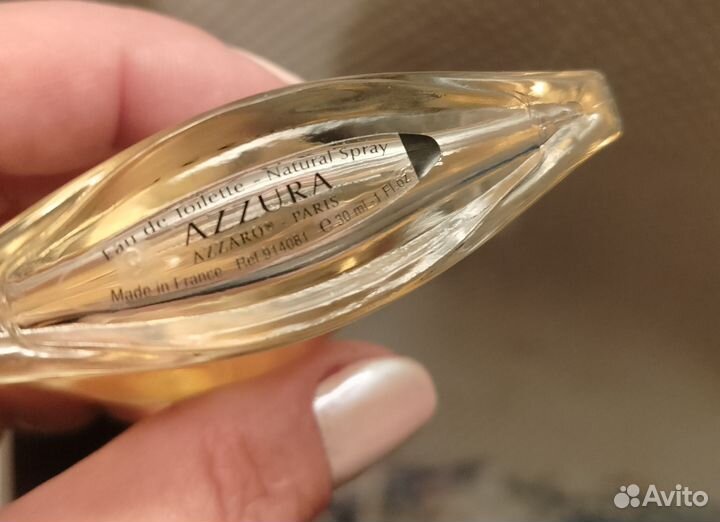 Eau de Toilette - Natural Spray
AZZURA
AZZARO® - PARIS
Made in France Ref 914081 ℮ 30 ml - 1 Fl oz
Avito